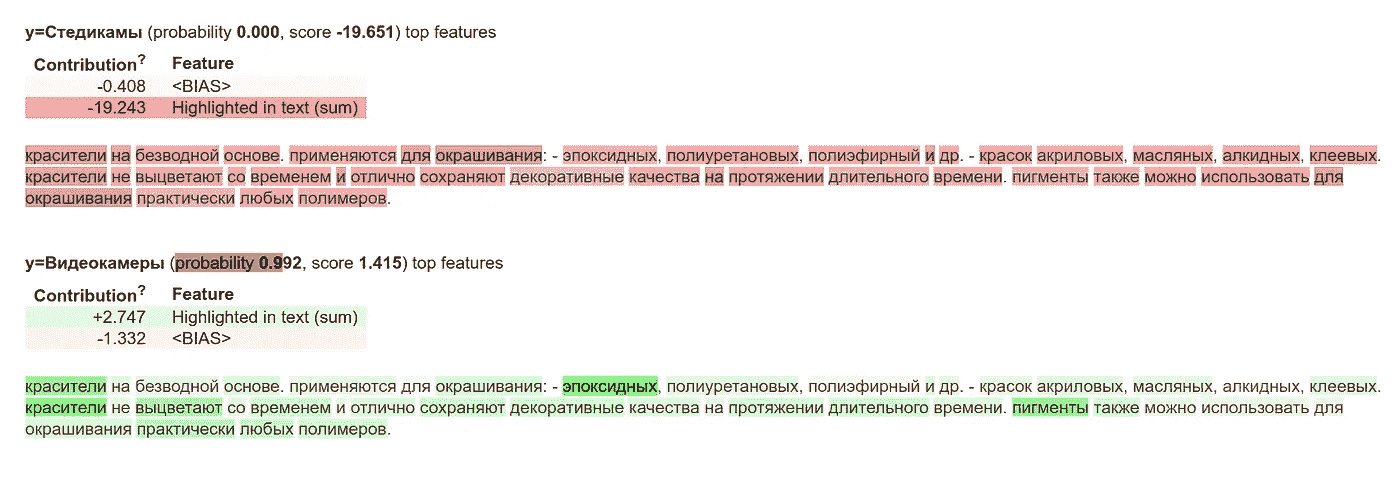 y=Стедикамы (probability 0.000, score -19.651) top features
Contribution? Feature
-0.408 <BIAS>
-19.243 Highlighted in text (sum)
красители на безводной основе. применяются для окрашивания: - эпоксидных, полиуретановых, полиэфирный и др. - красок акриловых, масляных, алкидных, клеевых.
красители не выцветают со временем и отлично сохраняют декоративные качества на протяжении длительного времени. пигменты также можно использовать для
окрашивания практически любых полимеров.
y=Видеокамеры (probability 0.992, score 1.415) top features
Contribution? Feature
+2.747 Highlighted in text (sum)
-1.332 <BIAS>
красители на безводной основе. применяются для окрашивания: - эпоксидных, полиуретановых, полиэфирный и др. - красок акриловых, масляных, алкидных, клеевых.
красители не выцветают со временем и отлично сохраняют декоративные качества на протяжении длительного времени. пигменты также можно использовать для
окрашивания практически любых полимеров.